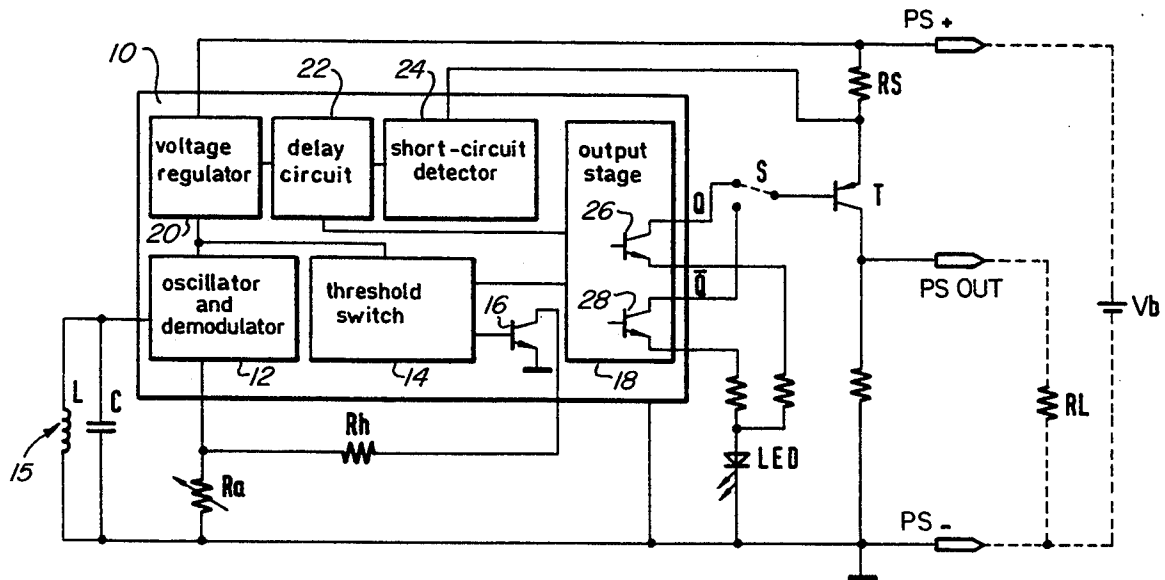 PS +
10
22
24
RS
voltage
regulator
delay
circuit
short-circuit
detector
output
stage
S
Q
T
26
20
Q̅
PS OUT
oscillator
and
demodulator
threshold
switch
16
28
Vb
12
14
18
L
C
Rh
RL
15
Ra
LED
PS -